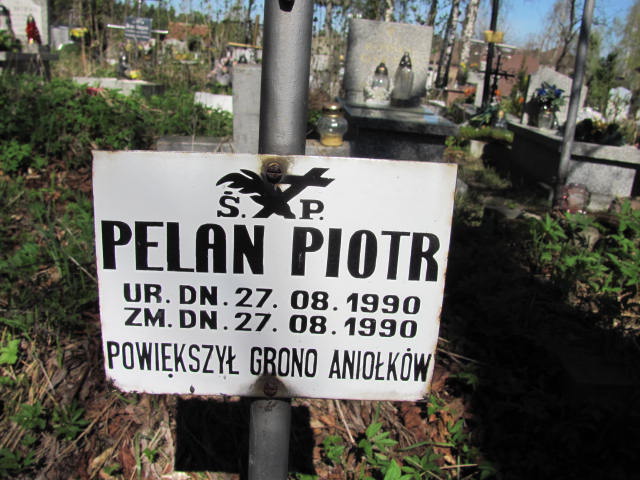 Ś. P.
PELAN PIOTR
UR. DN. 27. 08. 1990
ZM. DN. 27. 08. 1990
POWIĘKSZYŁ GRONO ANIOŁKÓW